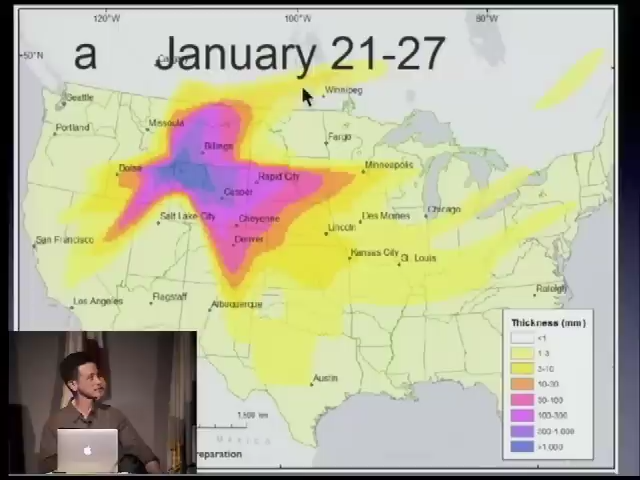 120°W 100°W 80°W
50°N
a January 21-27
Seattle
Winnipeg
Portland
Missoula
Fargo
Billings
Boise
Minneapolis
Rapid City
Casper
Salt Lake City
Cheyenne
Des Moines
Chicago
Lincoln
San Francisco
Denver
Kansas City
St. Louis
Raleigh
Los Angeles
Flagstaff
Albuquerque
Austin
Thickness (mm)
<1
1-3
3-10
10-30
30-100
100-300
300-1,000
>1,000
MEXICO
reparation